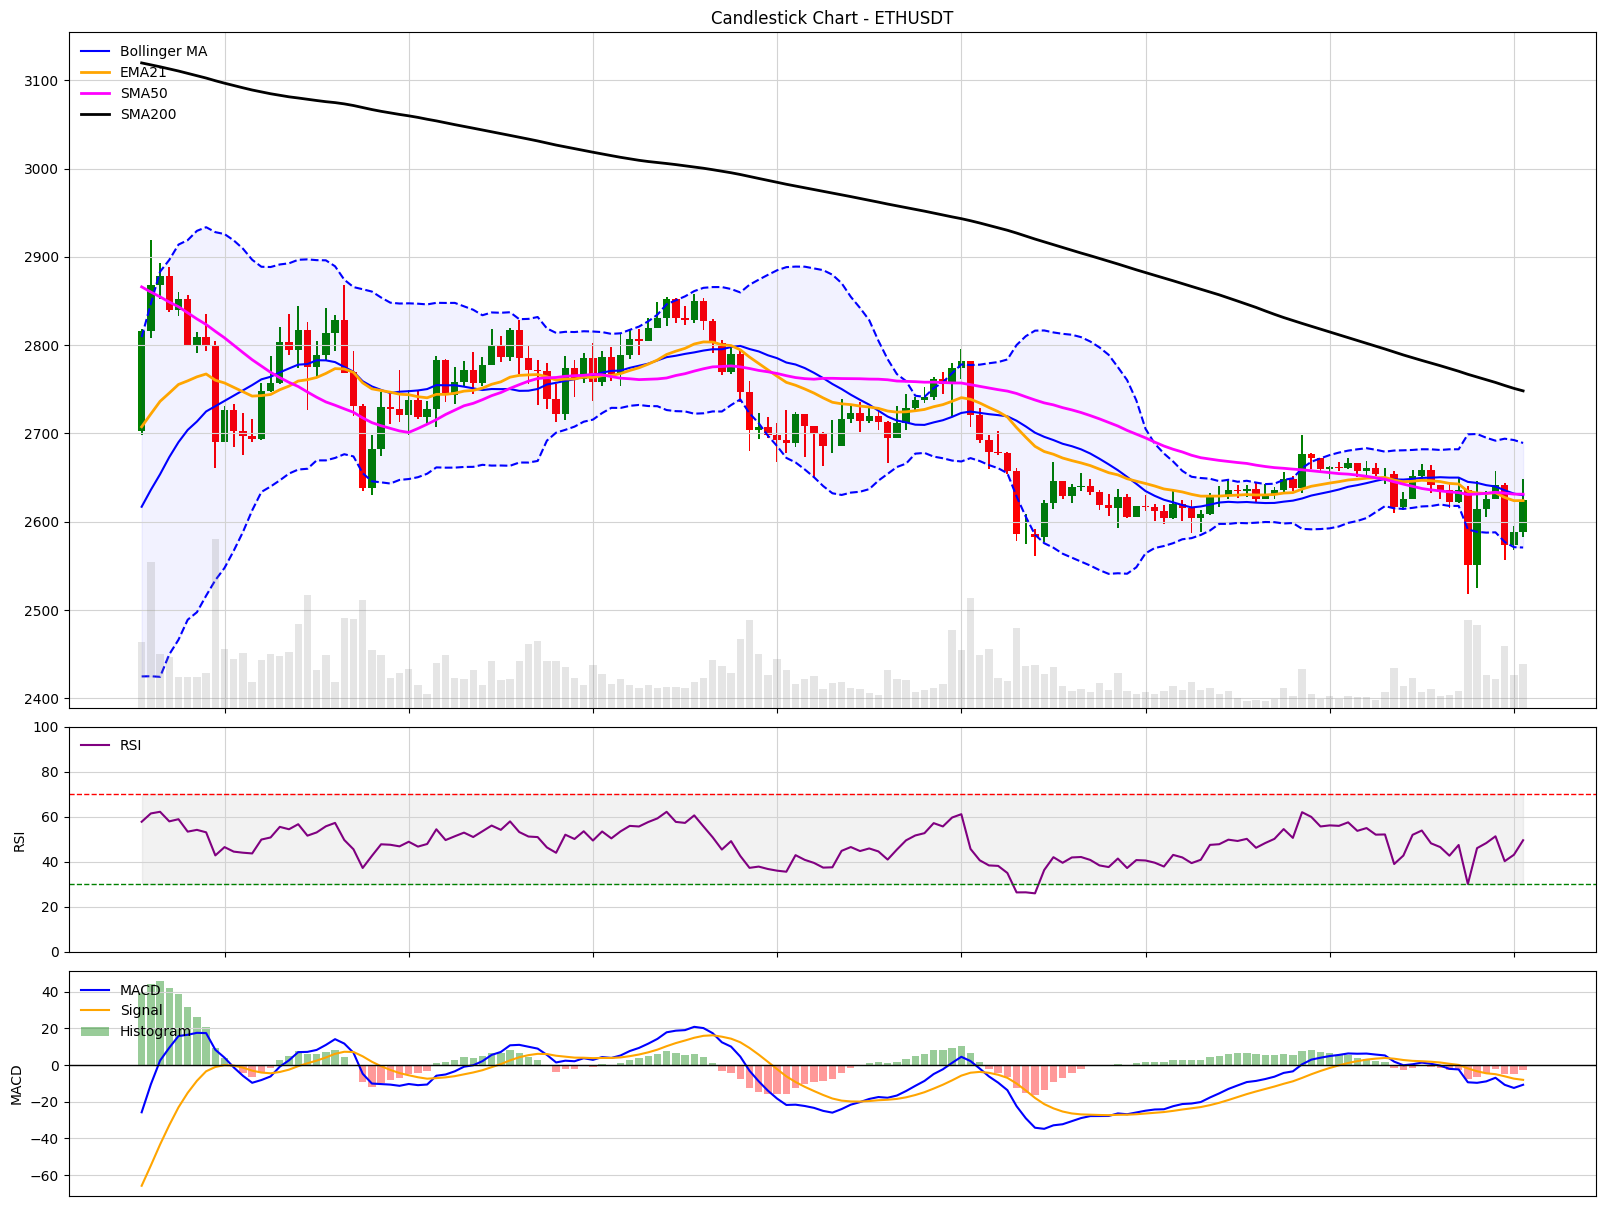 Candlestick Chart - ETHUSDT
Bollinger MA
EMA21
SMA50
SMA200
3100
3000
2900
2800
2700
2600
2500
2400
RSI
100
80
60
40
20
0
RSI
MACD
Signal
Histogram
40
20
0
−20
−40
−60
MACD